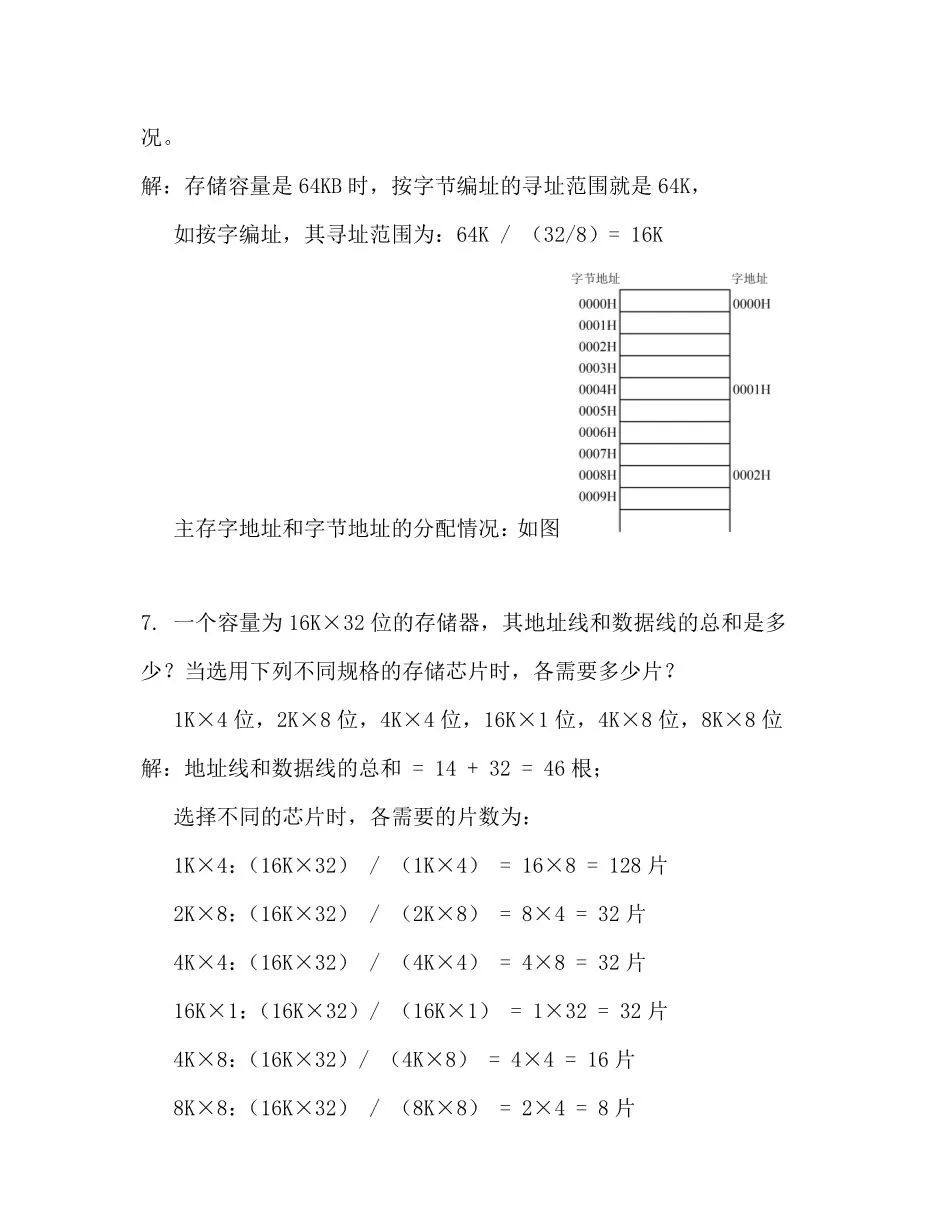 况。
解：存储容量是 64KB 时，按字节编址的寻址范围就是 64K，
如按字编址，其寻址范围为：64K / （32/8）= 16K
字节地址 字地址
0000H 0000H
0001H
0002H
0003H
0004H 0001H
0005H
0006H
0007H
0008H 0002H
0009H
主存字地址和字节地址的分配情况：如图
7. 一个容量为 16K×32 位的存储器，其地址线和数据线的总和是多
少？当选用下列不同规格的存储芯片时，各需要多少片？
1K×4 位，2K×8 位，4K×4 位，16K×1 位，4K×8 位，8K×8 位
解：地址线和数据线的总和 = 14 + 32 = 46 根；
选择不同的芯片时，各需要的片数为：
1K×4：（16K×32） / （1K×4） = 16×8 = 128 片
2K×8：（16K×32） / （2K×8） = 8×4 = 32 片
4K×4：（16K×32） / （4K×4） = 4×8 = 32 片
16K×1：（16K×32）/ （16K×1） = 1×32 = 32 片
4K×8：（16K×32）/ （4K×8） = 4×4 = 16 片
8K×8：（16K×32） / （8K×8） = 2×4 = 8 片